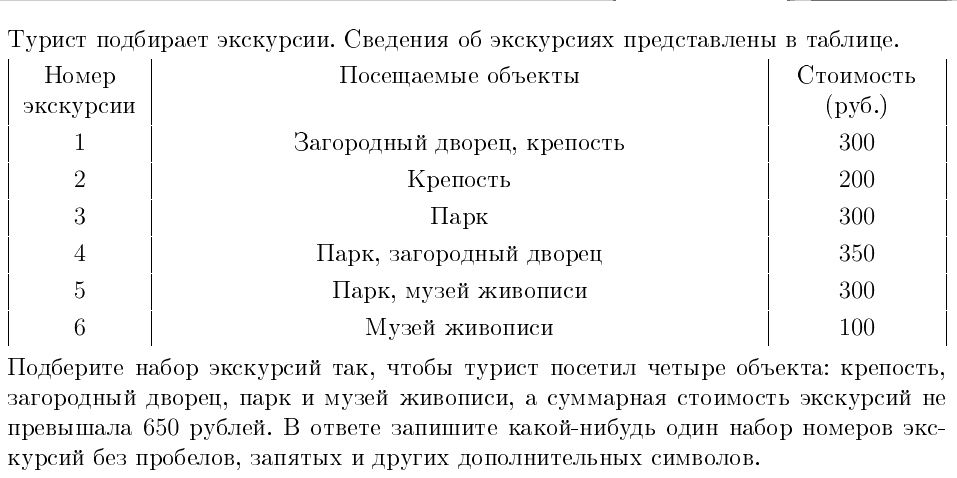 Турист подбирает экскурсии. Сведения об экскурсиях представлены в таблице.
Номер экскурсии Посещаемые объекты Стоимость (руб.)
1 Загородный дворец, крепость 300
2 Крепость 200
3 Парк 300
4 Парк, загородный дворец 350
5 Парк, музей живописи 300
6 Музей живописи 100
Подберите набор экскурсий так, чтобы турист посетил четыре объекта: крепость,
загородный дворец, парк и музей живописи, а суммарная стоимость экскурсий не
превышала 650 рублей. В ответе запишите какой-нибудь один набор номеров экс-
курсий без пробелов, запятых и других дополнительных символов.